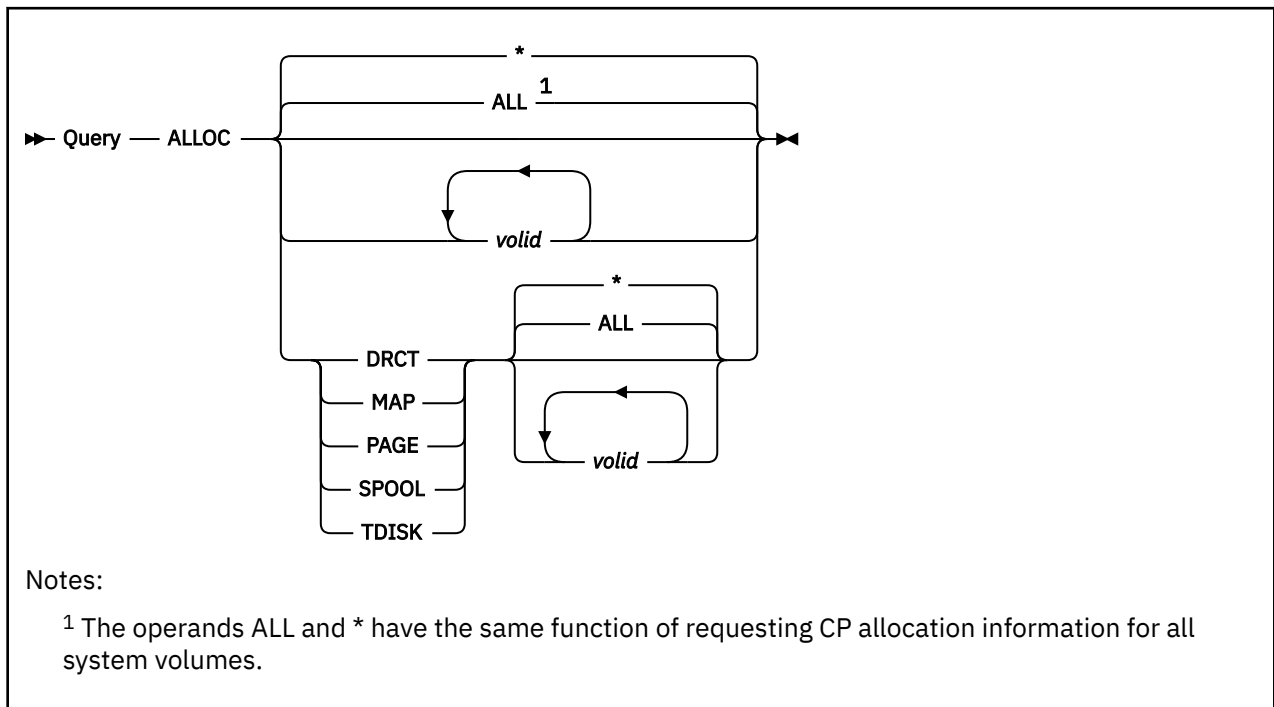 *
ALL 1
Query ALLOC
volid
*
ALL
DRCT
MAP
PAGE
volid
SPOOL
TDISK
Notes:
1 The operands ALL and * have the same function of requesting CP allocation information for all
system volumes.